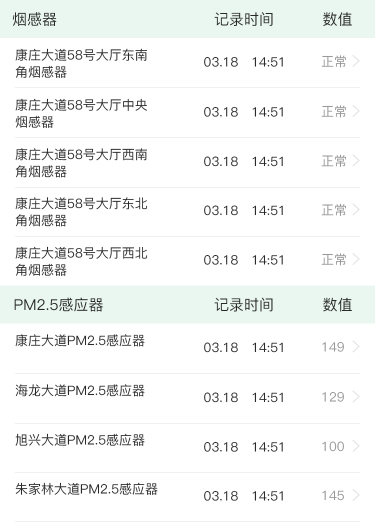 烟感器 记录时间 数值
康庄大道58号大厅东南
角烟感器
03.18 14:51 正常
康庄大道58号大厅中央
烟感器
03.18 14:51 正常
康庄大道58号大厅西南
角烟感器
03.18 14:51 正常
康庄大道58号大厅东北
角烟感器
03.18 14:51 正常
康庄大道58号大厅西北
角烟感器
03.18 14:51 正常
PM2.5感应器 记录时间 数值
康庄大道PM2.5感应器 03.18 14:51 149
海龙大道PM2.5感应器 03.18 14:51 129
旭兴大道PM2.5感应器 03.18 14:51 100
朱家林大道PM2.5感应器 03.18 14:51 145